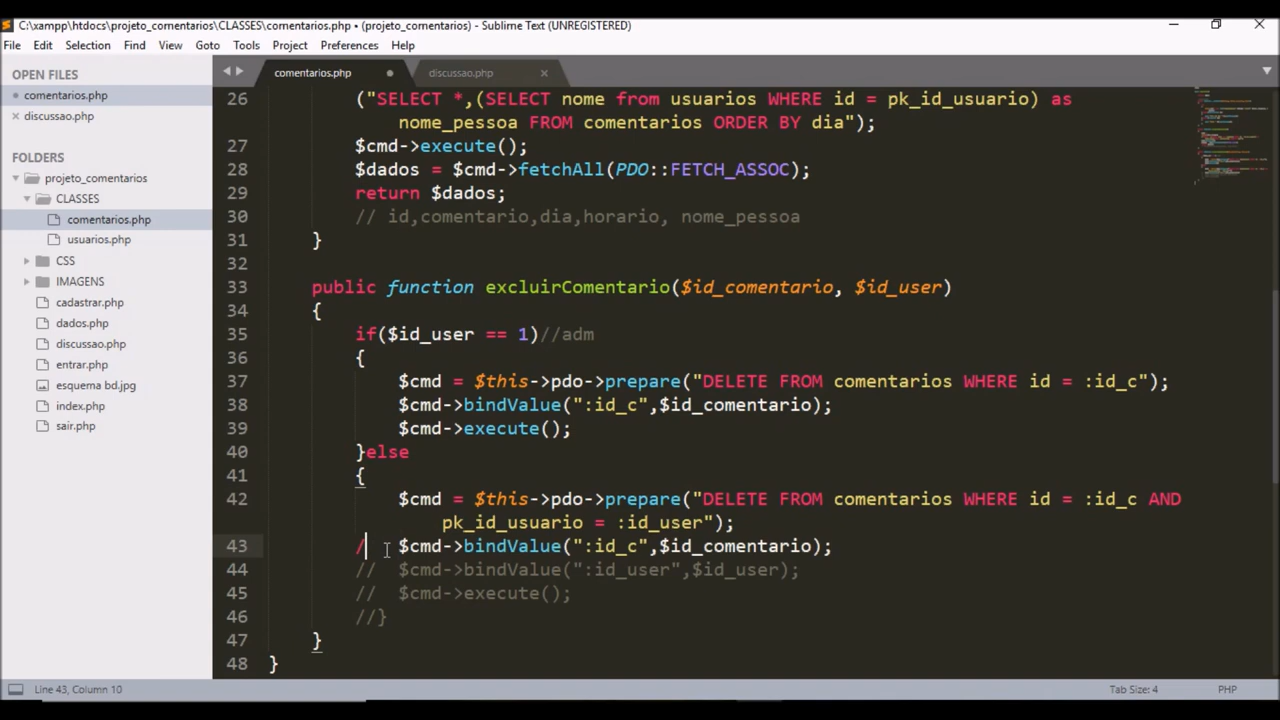 C:\xampp\htdocs\projeto_comentarios\CLASSES\comentarios.php • (projeto_comentarios) - Sublime Text (UNREGISTERED)
File Edit Selection Find View Goto Tools Project Preferences Help
OPEN FILES
comentarios.php
discussao.php
FOLDERS
projeto_comentarios
CLASSES
comentarios.php
usuarios.php
CSS
IMAGENS
cadastrar.php
dados.php
discussao.php
entrar.php
esquema bd.jpg
index.php
sair.php
comentarios.php discussao.php
26 ("SELECT *,(SELECT nome from usuarios WHERE id = pk_id_usuario) as
nome_pessoa FROM comentarios ORDER BY dia");
27 $cmd->execute();
28 $dados = $cmd->fetchAll(PDO::FETCH_ASSOC);
29 return $dados;
30 // id,comentario,dia,horario, nome_pessoa
31 }
32
33 public function excluirComentario($id_comentario, $id_user)
34 {
35 if($id_user == 1)//adm
36 {
37 $cmd = $this->pdo->prepare("DELETE FROM comentarios WHERE id = :id_c");
38 $cmd->bindValue(":id_c",$id_comentario);
39 $cmd->execute();
40 }else
41 {
42 $cmd = $this->pdo->prepare("DELETE FROM comentarios WHERE id = :id_c AND
pk_id_usuario = :id_user");
43 / $cmd->bindValue(":id_c",$id_comentario);
44 // $cmd->bindValue(":id_user",$id_user);
45 // $cmd->execute();
46 //}
47 }
48 }
Line 43, Column 10 Tab Size: 4 PHP